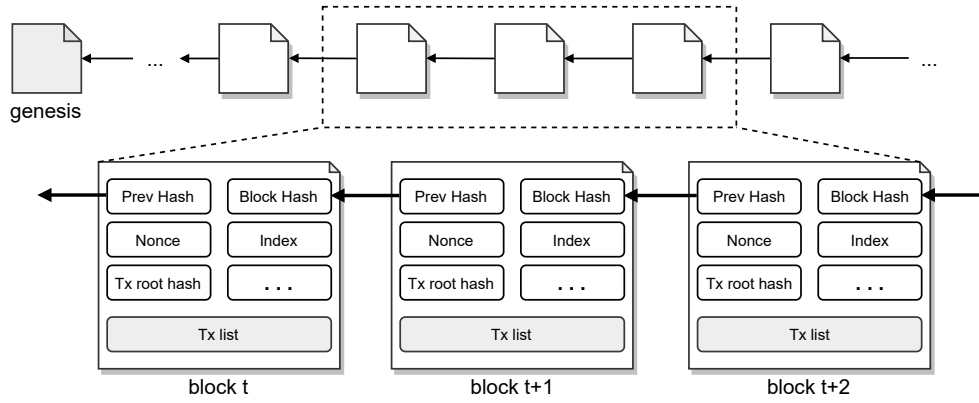 ... ...
genesis
Prev Hash Block Hash Prev Hash Block Hash Prev Hash Block Hash
Nonce Index Nonce Index Nonce Index
Tx root hash ... Tx root hash ... Tx root hash ...
Tx list Tx list Tx list
block t block t+1 block t+2